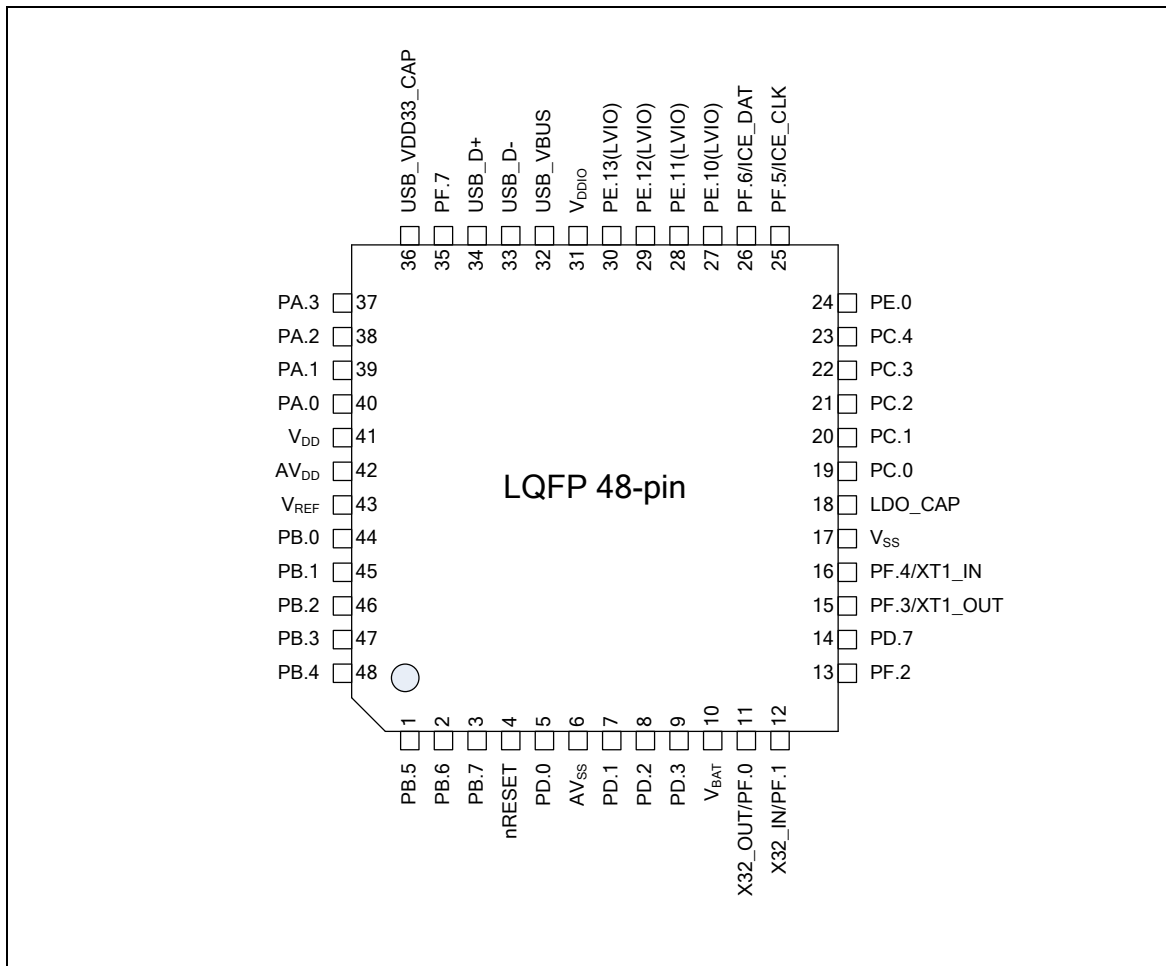 USB_VDD33_CAP
PF.7
USB_D+
USB_D-
USB_VBUS
VDDIO
PE.13(LVIO)
PE.12(LVIO)
PE.11(LVIO)
PE.10(LVIO)
PF.6/ICE_DAT
PF.5/ICE_CLK
36
35
34
33
32
31
30
29
28
27
26
25
PA.3 37
PA.2 38
PA.1 39
PA.0 40
VDD 41
AVDD 42
VREF 43
PB.0 44
PB.1 45
PB.2 46
PB.3 47
PB.4 48
LQFP 48-pin
24 PE.0
23 PC.4
22 PC.3
21 PC.2
20 PC.1
19 PC.0
18 LDO_CAP
17 VSS
16 PF.4/XT1_IN
15 PF.3/XT1_OUT
14 PD.7
13 PF.2
1
2
3
4
5
6
7
8
9
10
11
12
PB.5
PB.6
PB.7
nRESET
PD.0
AVSS
PD.1
PD.2
PD.3
VBAT
X32_OUT/PF.0
X32_IN/PF.1